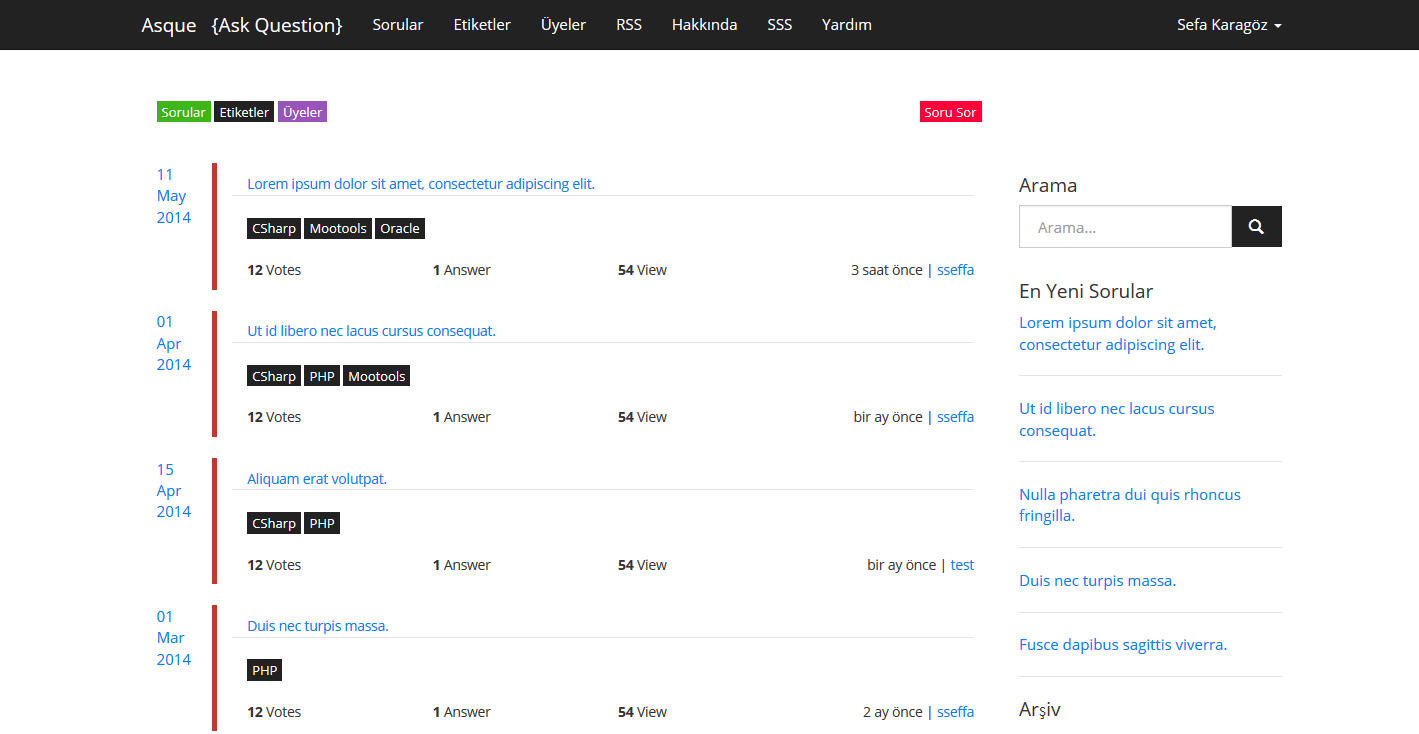 Asque {Ask Question} Sorular Etiketler Üyeler RSS Hakkında SSS Yardım Sefa Karagöz
Sorular Etiketler Üyeler Soru Sor
11
May
2014
Lorem ipsum dolor sit amet, consectetur adipiscing elit.
CSharp Mootools Oracle
12 Votes 1 Answer 54 View 3 saat önce | sseffa
01
Apr
2014
Ut id libero nec lacus cursus consequat.
CSharp PHP Mootools
12 Votes 1 Answer 54 View bir ay önce | sseffa
15
Apr
2014
Aliquam erat volutpat.
CSharp PHP
12 Votes 1 Answer 54 View bir ay önce | test
01
Mar
2014
Duis nec turpis massa.
PHP
12 Votes 1 Answer 54 View 2 ay önce | sseffa
Arama
Arama...
En Yeni Sorular
Lorem ipsum dolor sit amet,
consectetur adipiscing elit.
Ut id libero nec lacus cursus
consequat.
Nulla pharetra dui quis rhoncus
fringilla.
Duis nec turpis massa.
Fusce dapibus sagittis viverra.
Arşiv